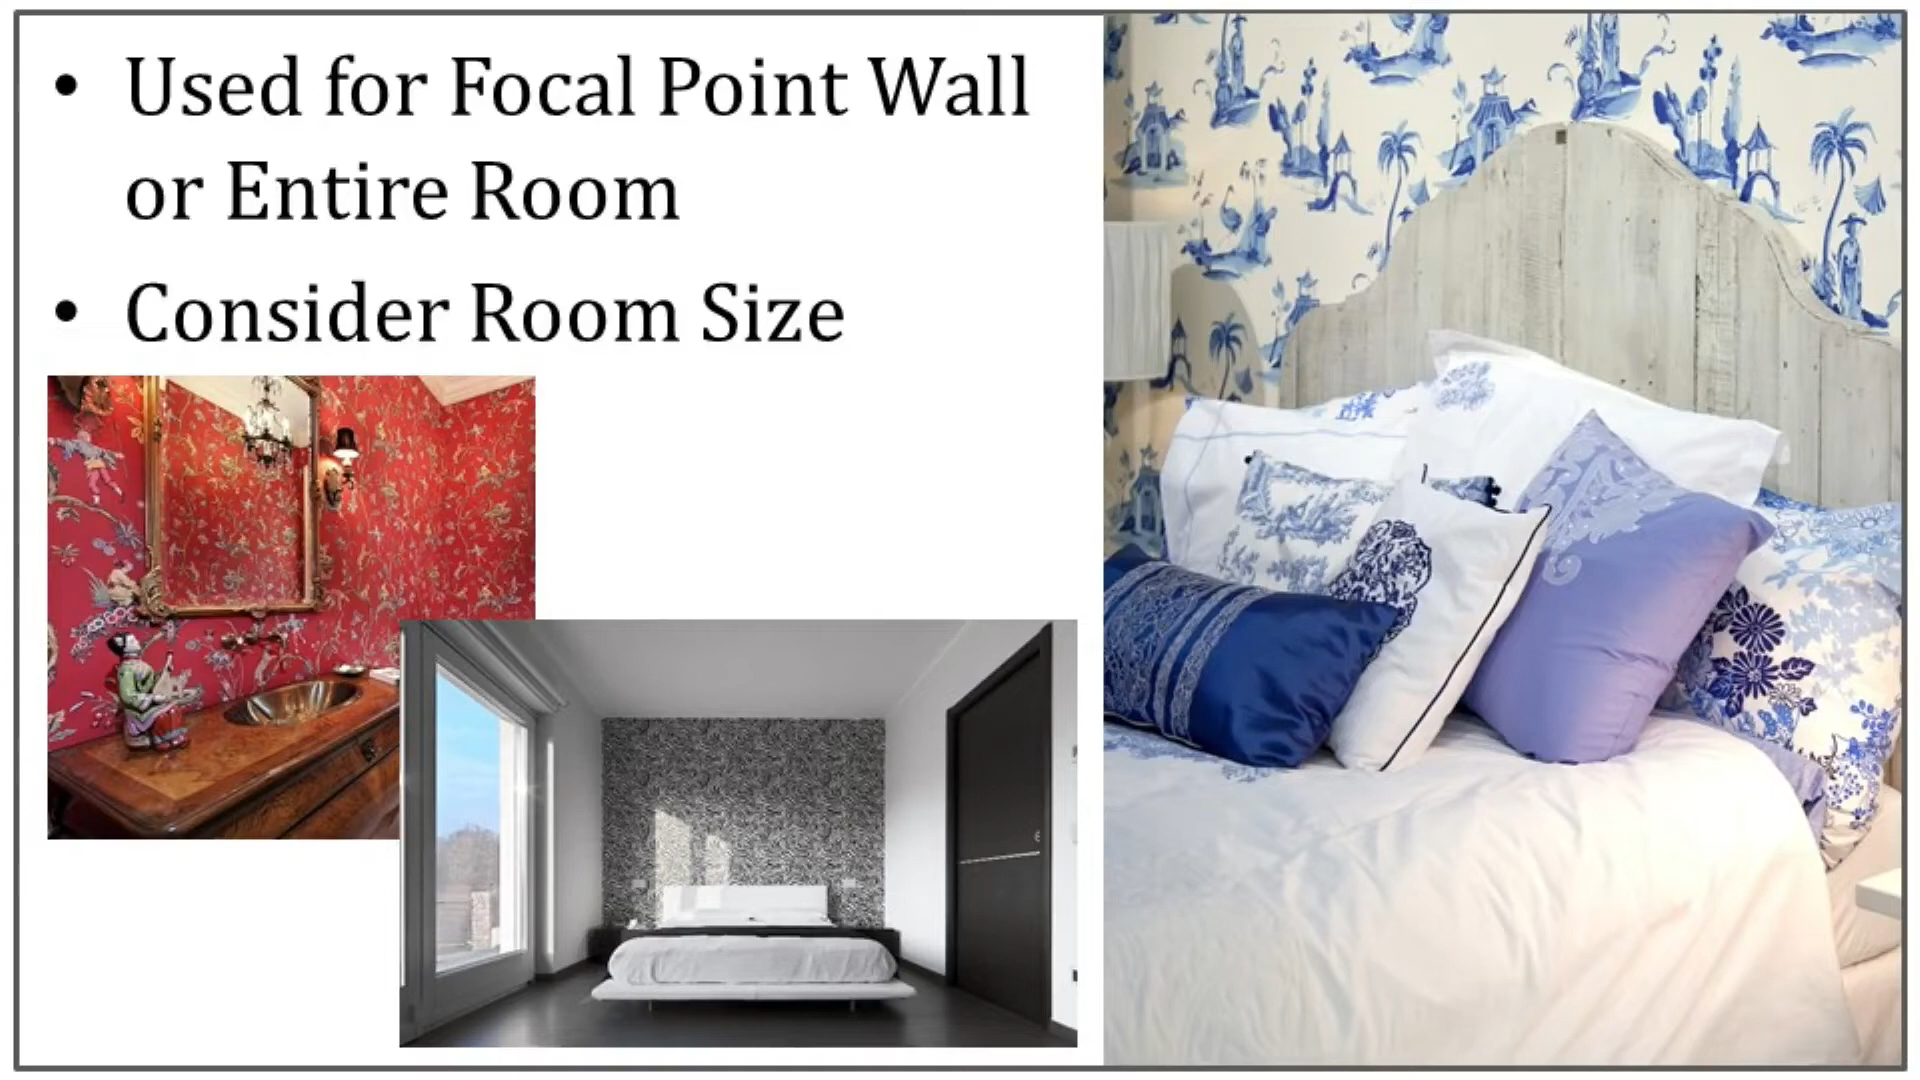 • Used for Focal Point Wall
or Entire Room
• Consider Room Size